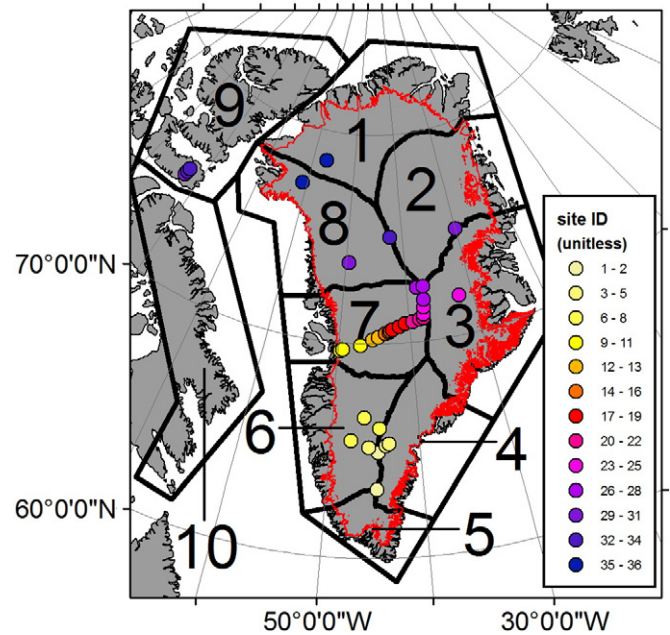 9
1
2
8
7
3
6
4
5
10
70°0'0"N
60°0'0"N
50°0'0"W
30°0'0"W
site ID
(unitless)
1 - 2
3 - 5
6 - 8
9 - 11
12 - 13
14 - 16
17 - 19
20 - 22
23 - 25
26 - 28
29 - 31
32 - 34
35 - 36